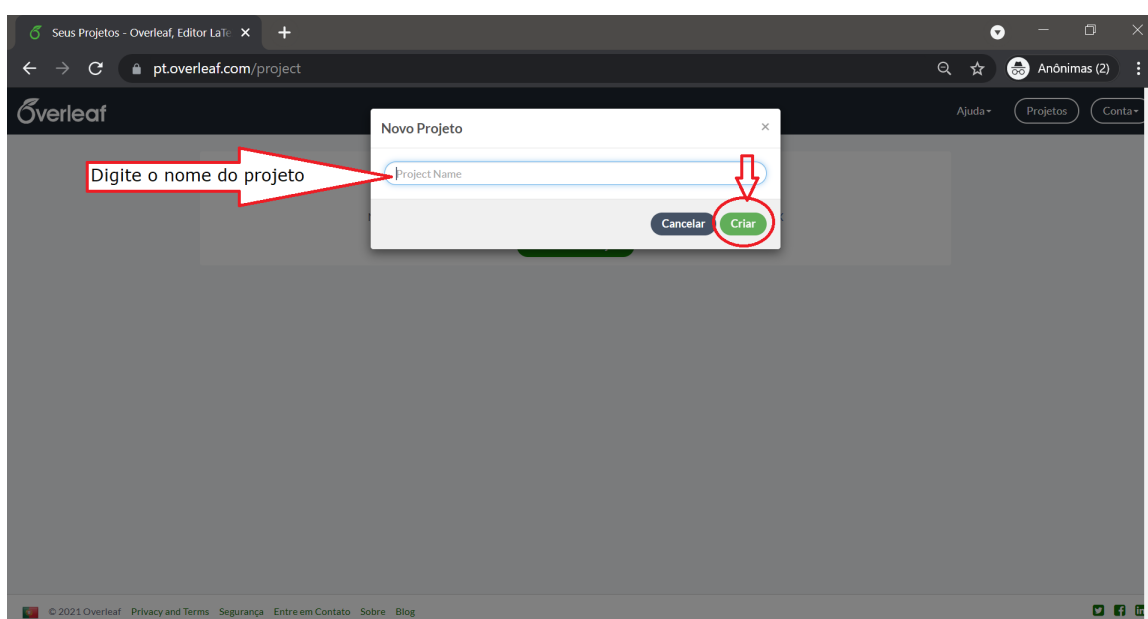 Seus Projetos - Overleaf, Editor LaTe
pt.overleaf.com/project
Anônimas (2)
Overleaf
Ajuda
Projetos
Conta
Novo Projeto
×
Digite o nome do projeto
Project Name
Cancelar
Criar
© 2021 Overleaf Privacy and Terms Segurança Entre em Contato Sobre Blog